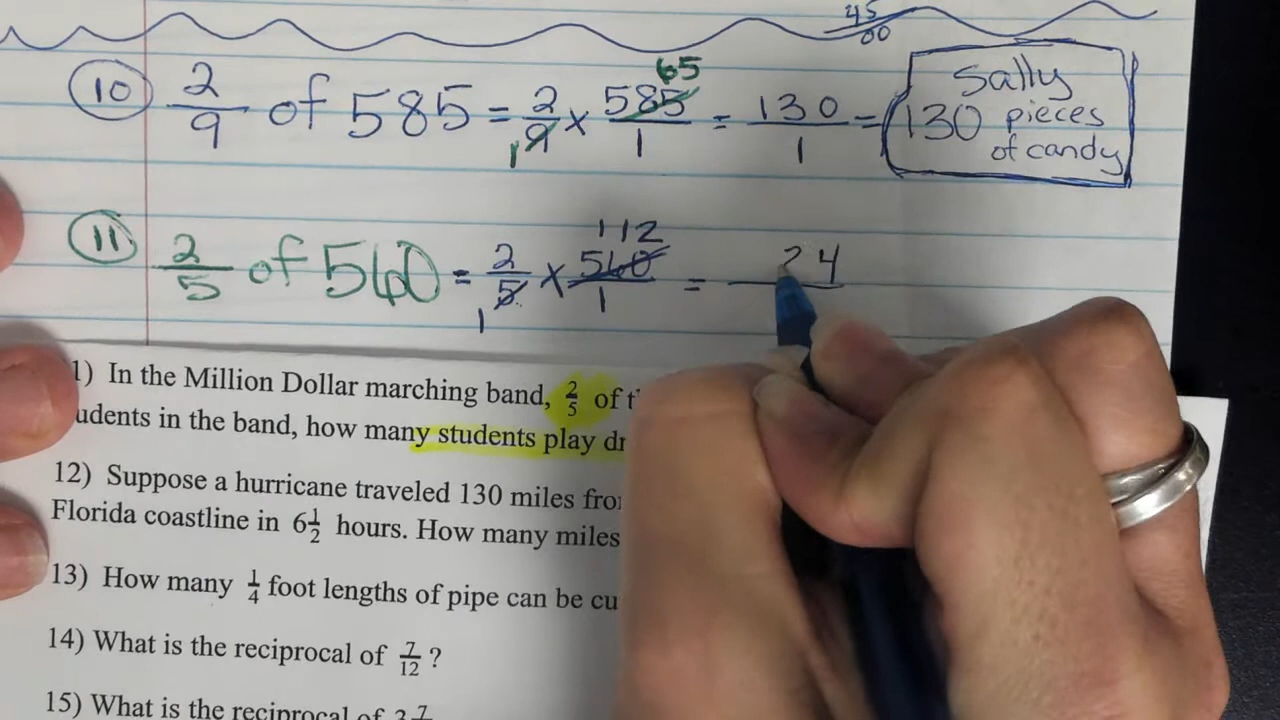 45
00
10 2/9 of 585 = 2/9 1 x 585 65/1 = 130/1 = Sally
130 pieces
of candy
11 2/5 of 560 = 2/5 1 x 560 112/1 = 24
1) In the Million Dollar marching band, 2/5 of
udents in the band, how many students play
12) Suppose a hurricane traveled 130 miles
Florida coastline in 6 1/2 hours. How many miles
13) How many 1/4 foot lengths of pipe can be
14) What is the reciprocal of 7/12 ?
15) What is the reciprocal of